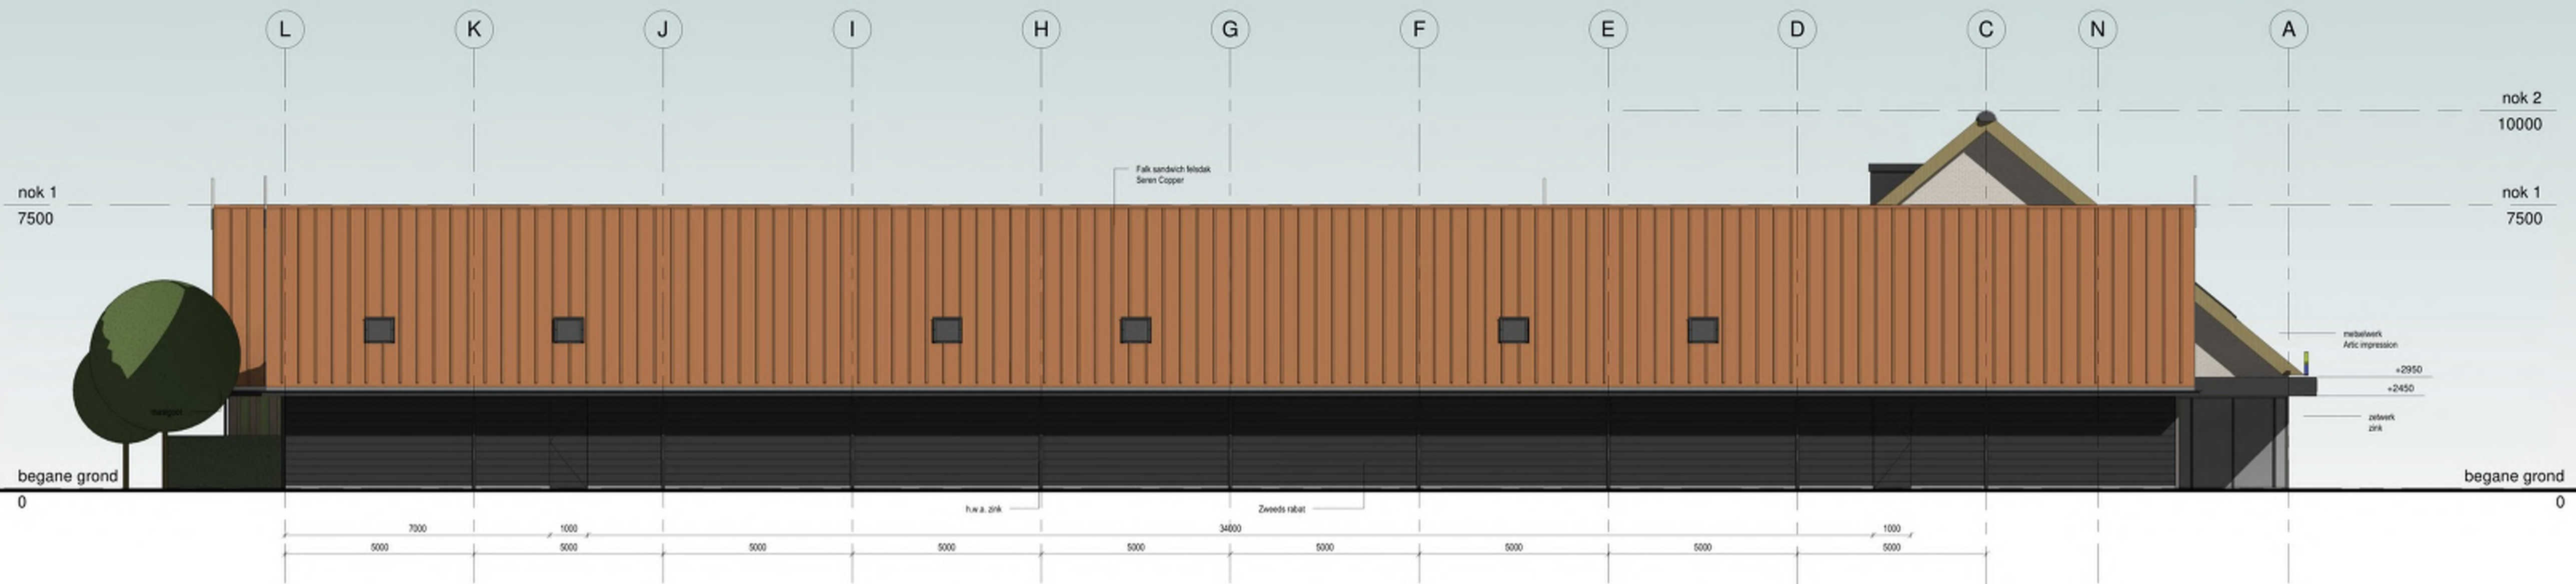 L K J I H G F E D C N A
nok 2
10000
Falk sandwich felsdak
Seren Copper
nok 1
7500
nok 1
7500
metselwerk
Artic impression
+2950
+2450
zetwerk
zink
begane grond
0
begane grond
0
h.w.a. zink
Zweeds rabat
7000 1000 34000 1000
5000 5000 5000 5000 5000 5000 5000 5000 5000